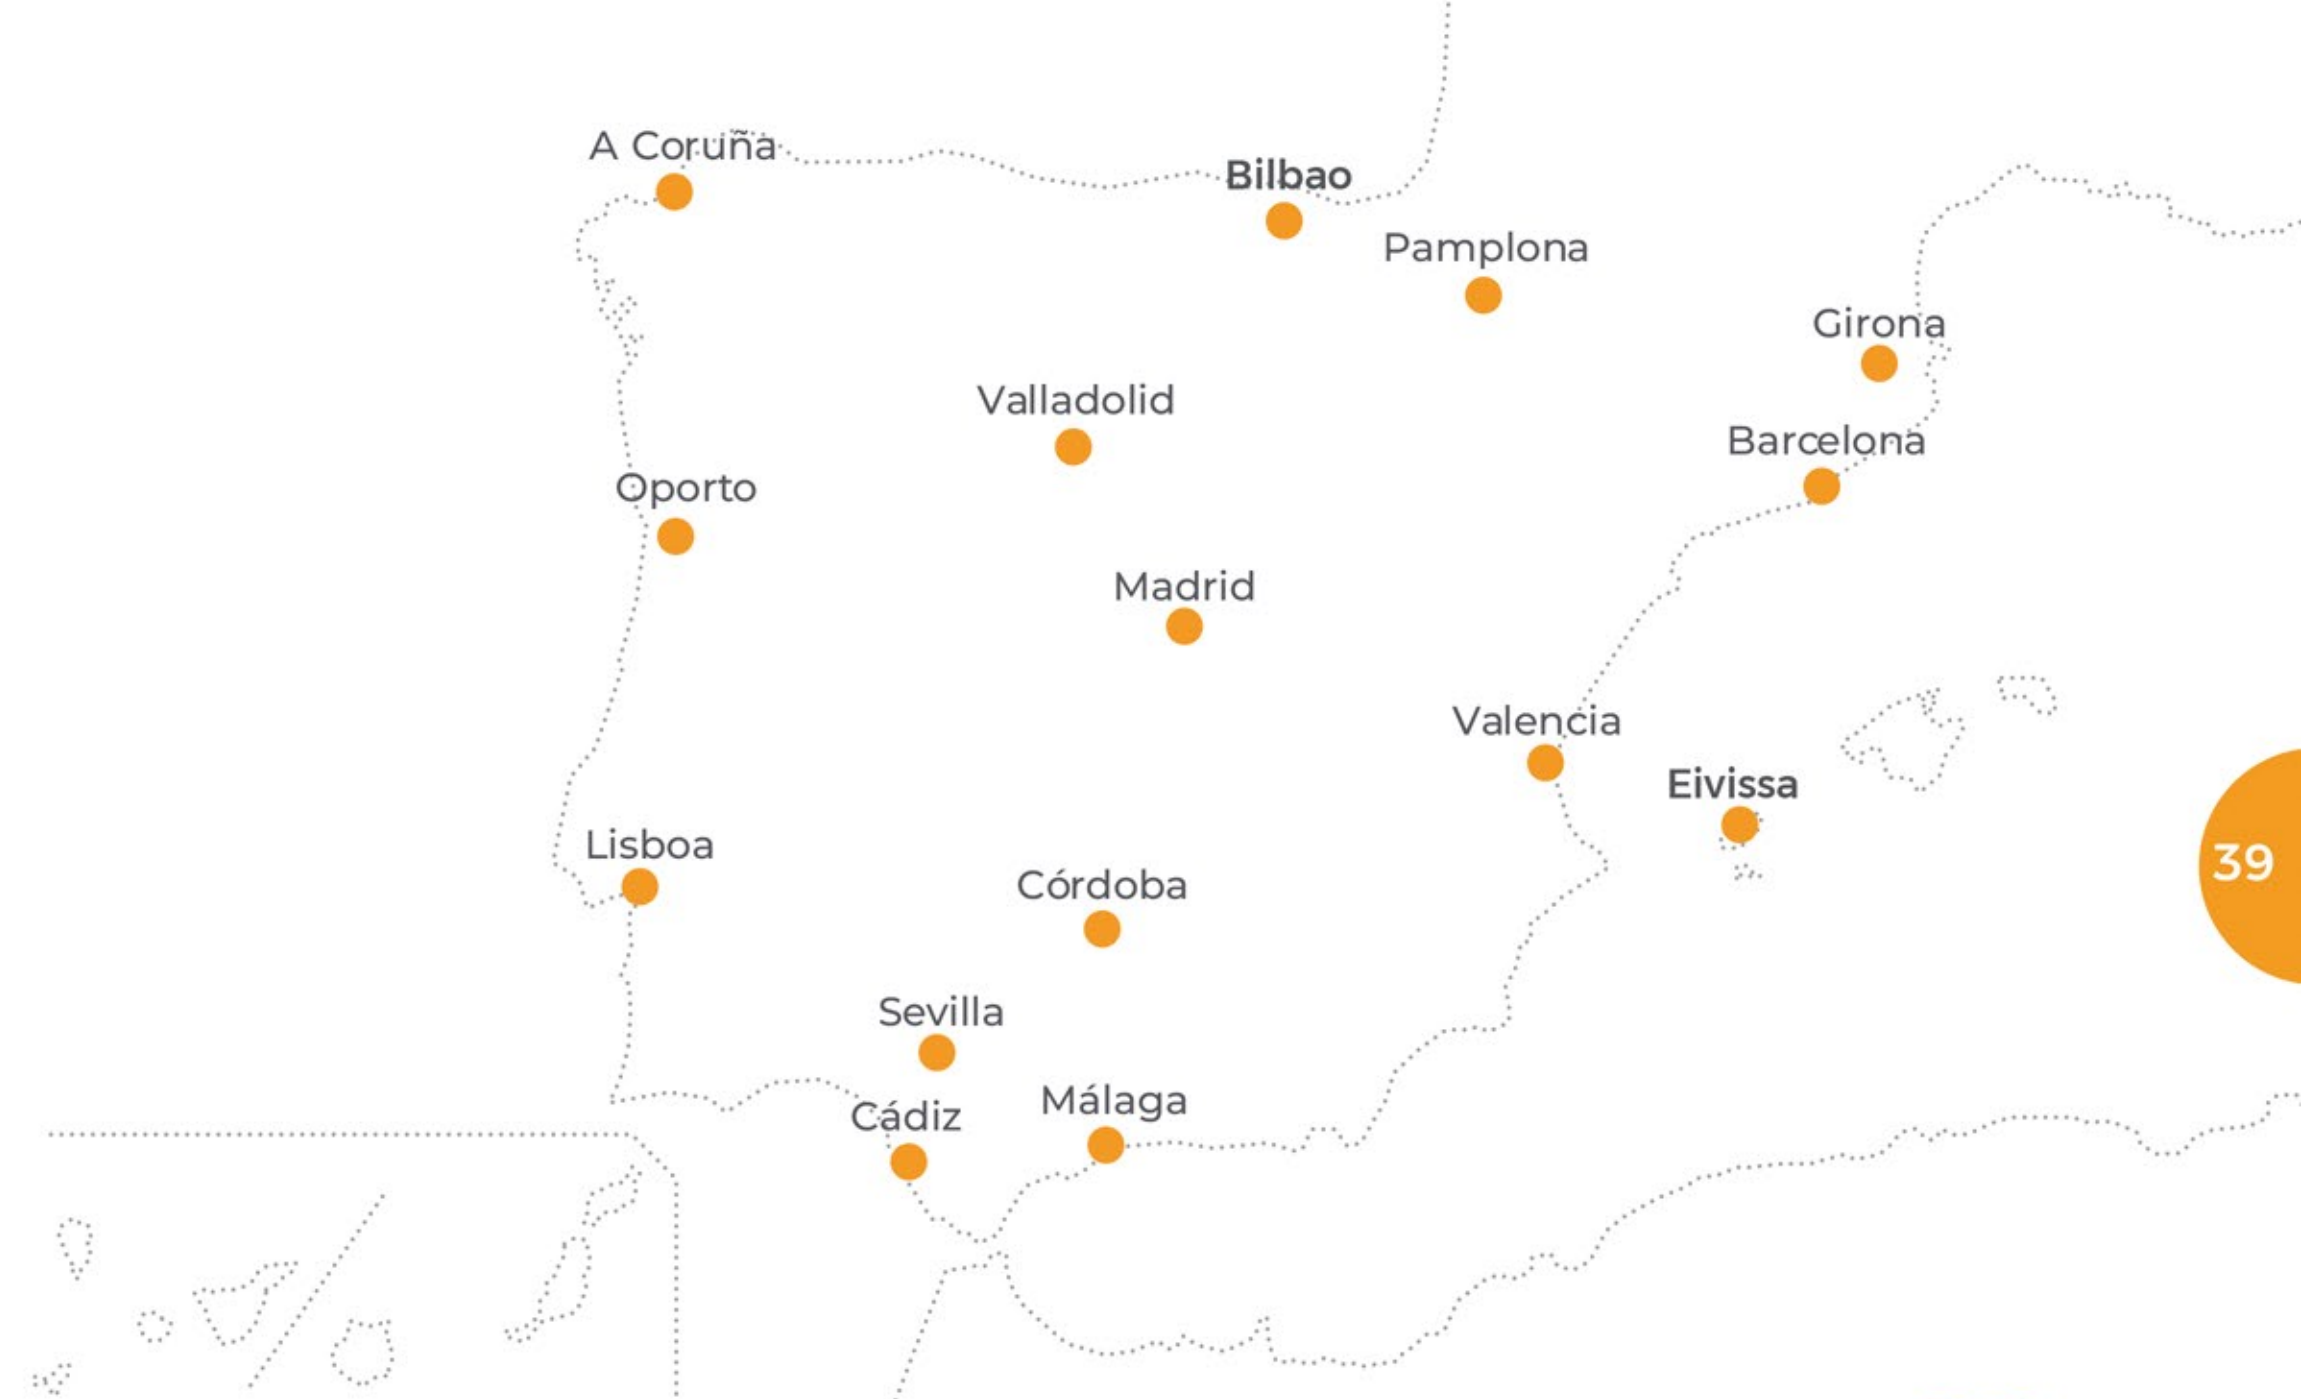 A Coruña
Bilbao
Pamplona
Girona
Valladolid
Barcelona
Oporto
Madrid
Valencia
Eivissa
Lisboa
39
Córdoba
Sevilla
Málaga
Cádiz